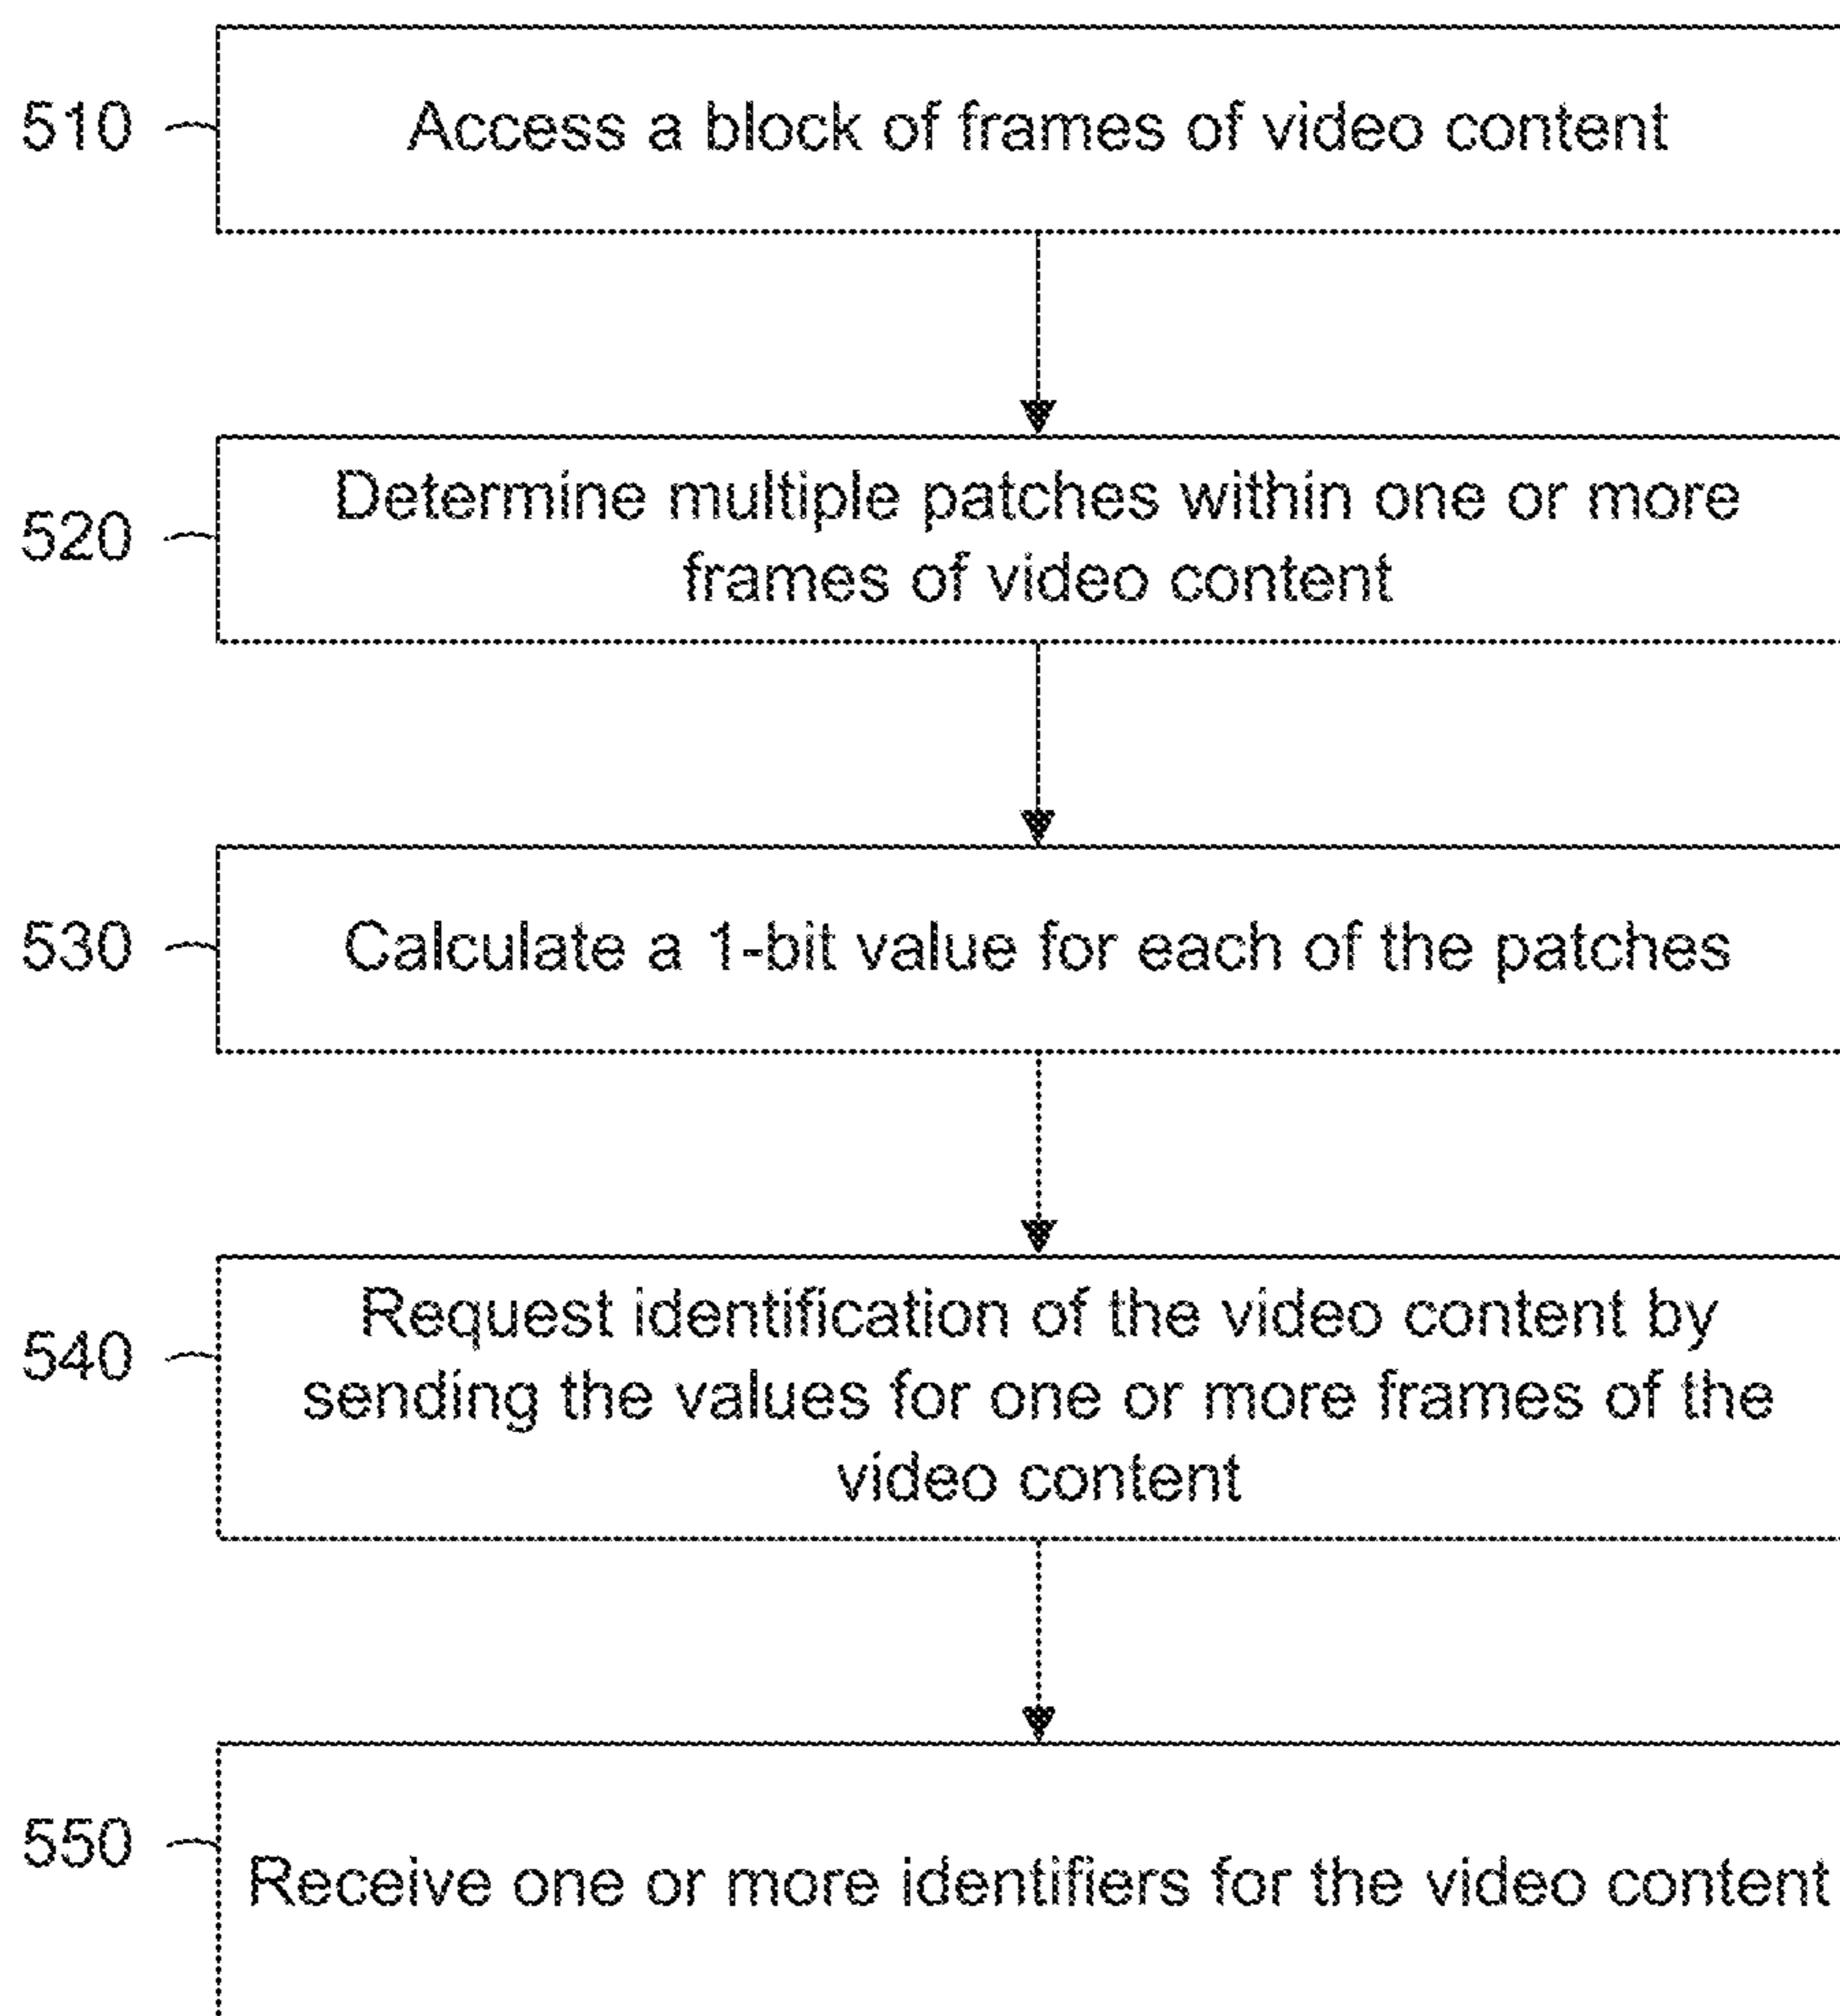 510
Access a block of frames of video content
520
Determine multiple patches within one or more
frames of video content
530
Calculate a 1-bit value for each of the patches
540
Request identification of the video content by
sending the values for one or more frames of the
video content
550
Receive one or more identifiers for the video content